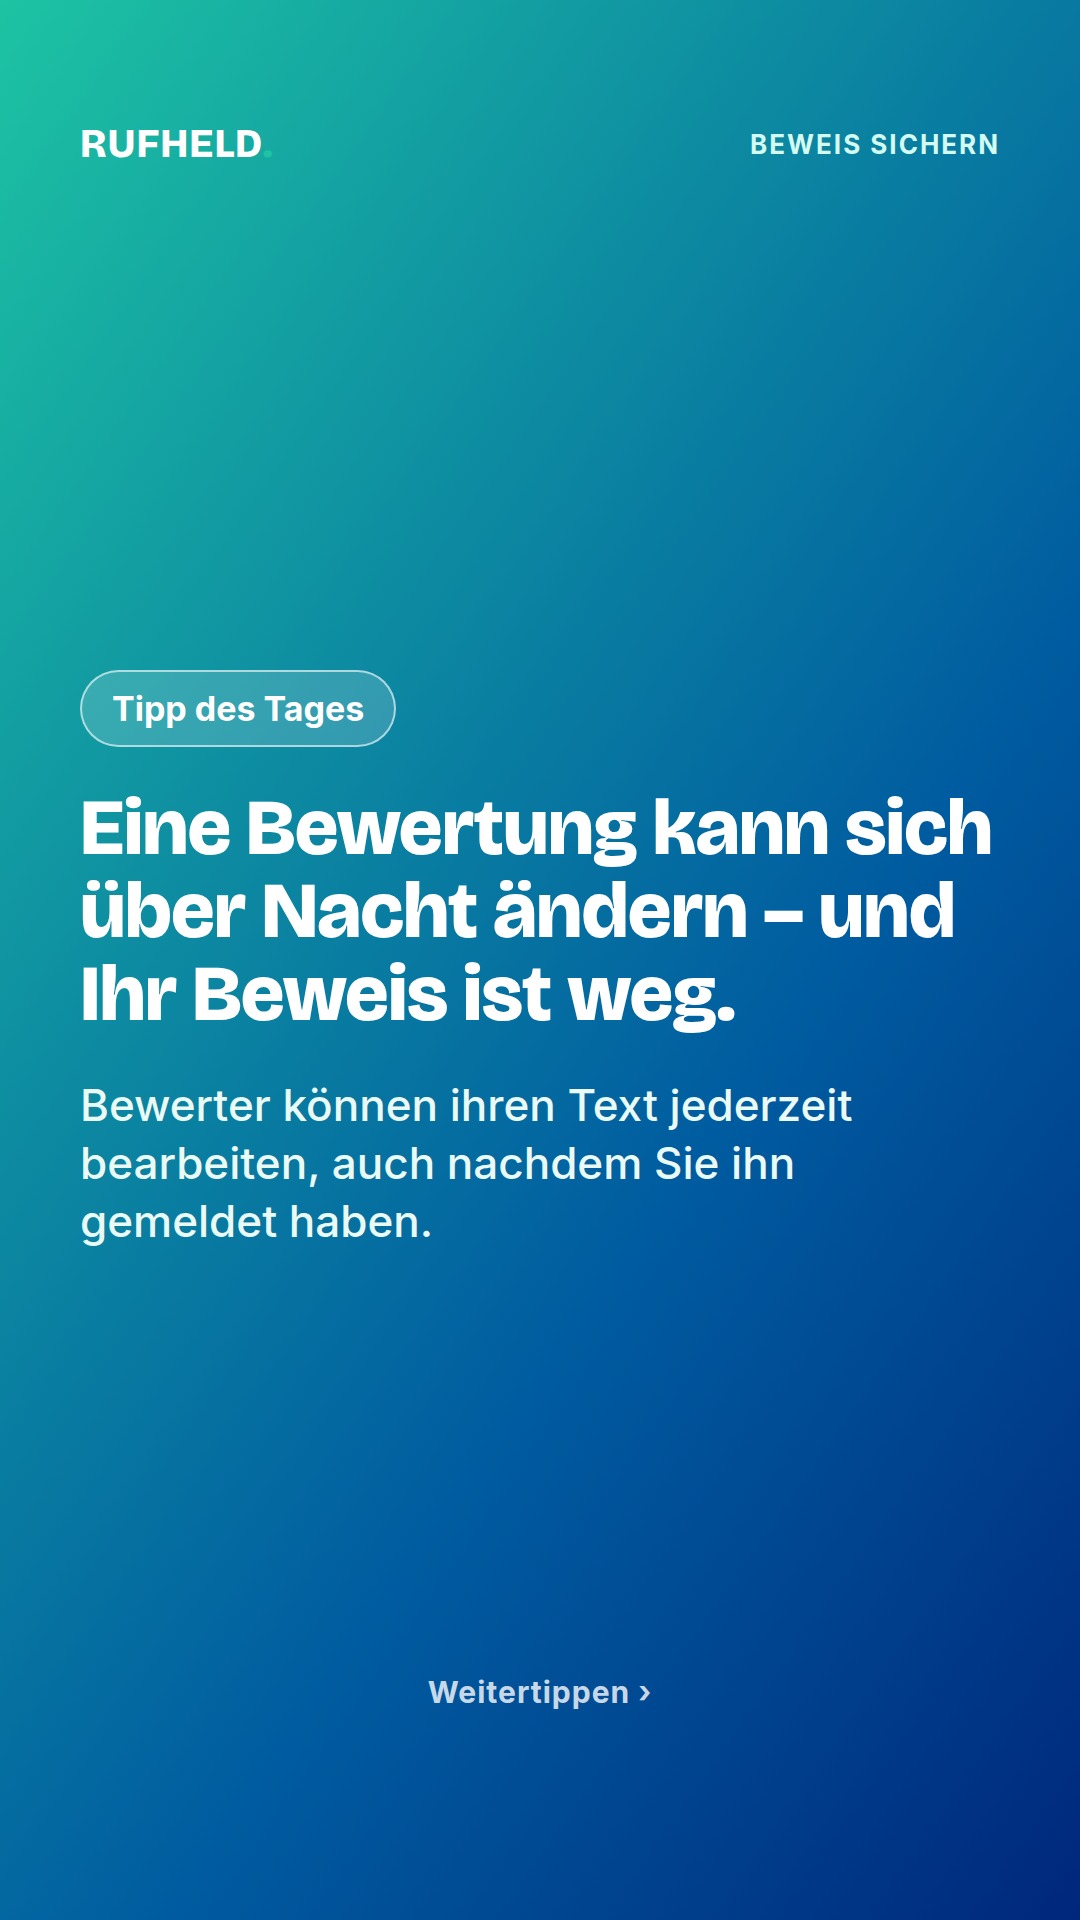 RUFHELD.
BEWEIS SICHERN
Tipp des Tages
Eine Bewertung kann sich
über Nacht ändern – und
Ihr Beweis ist weg.
Bewerter können ihren Text jederzeit
bearbeiten, auch nachdem Sie ihn
gemeldet haben.
Weitertippen ›